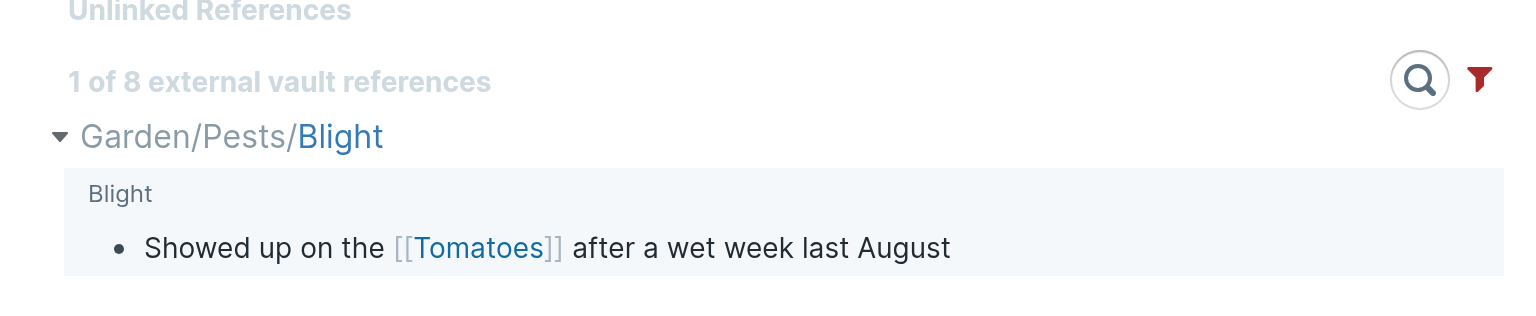 Unlinked References
1 of 8 external vault references
Garden/Pests/Blight
Blight
Showed up on the [[Tomatoes]] after a wet week last August